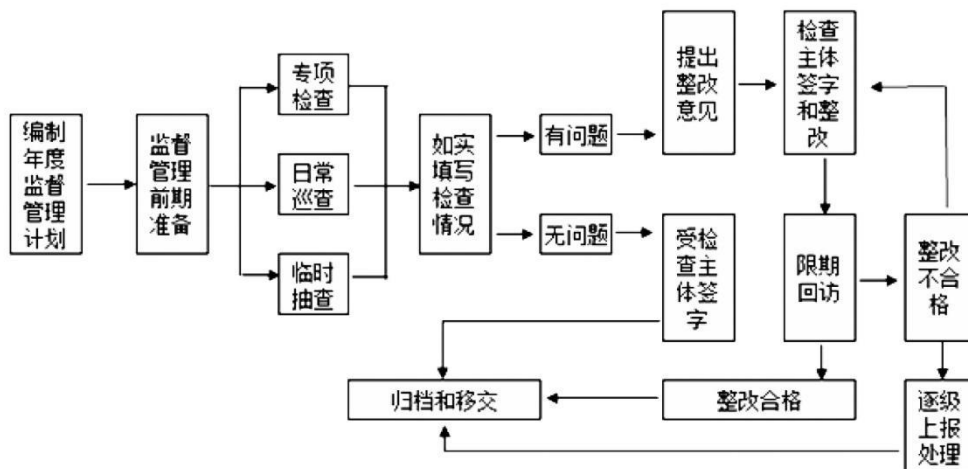 编制
年度
监督
管理
计划
监督
管理
前期
准备
专项
检查
日常
巡查
临时
抽查
如实
填写
检查
情况
有问题
无问题
提出
整改
意见
检查
主体
签字
和整
改
受检
查主
体签
字
限期
回访
整改
不合
格
归档和移交
整改合格
逐级
上报
处理